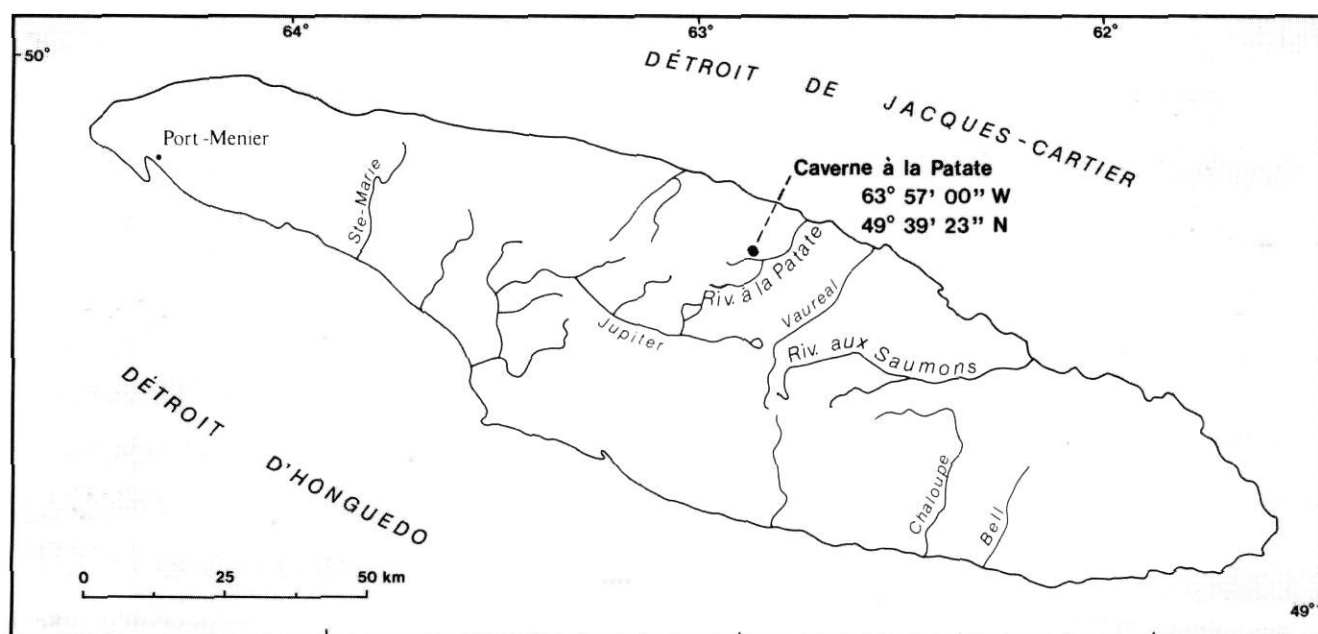 64°
63°
62°
50°
DÉTROIT DE JACQUES-CARTIER
Port-Menier
Ste-Marie
Caverne à la Patate
63° 57' 00" W
49° 39' 23" N
Riv. à la Patate
Vaureal
Jupiter
Riv. aux Saumons
DÉTROIT D'HONGUEDO
Chaloupe
Bell
0 25 50 km
49°